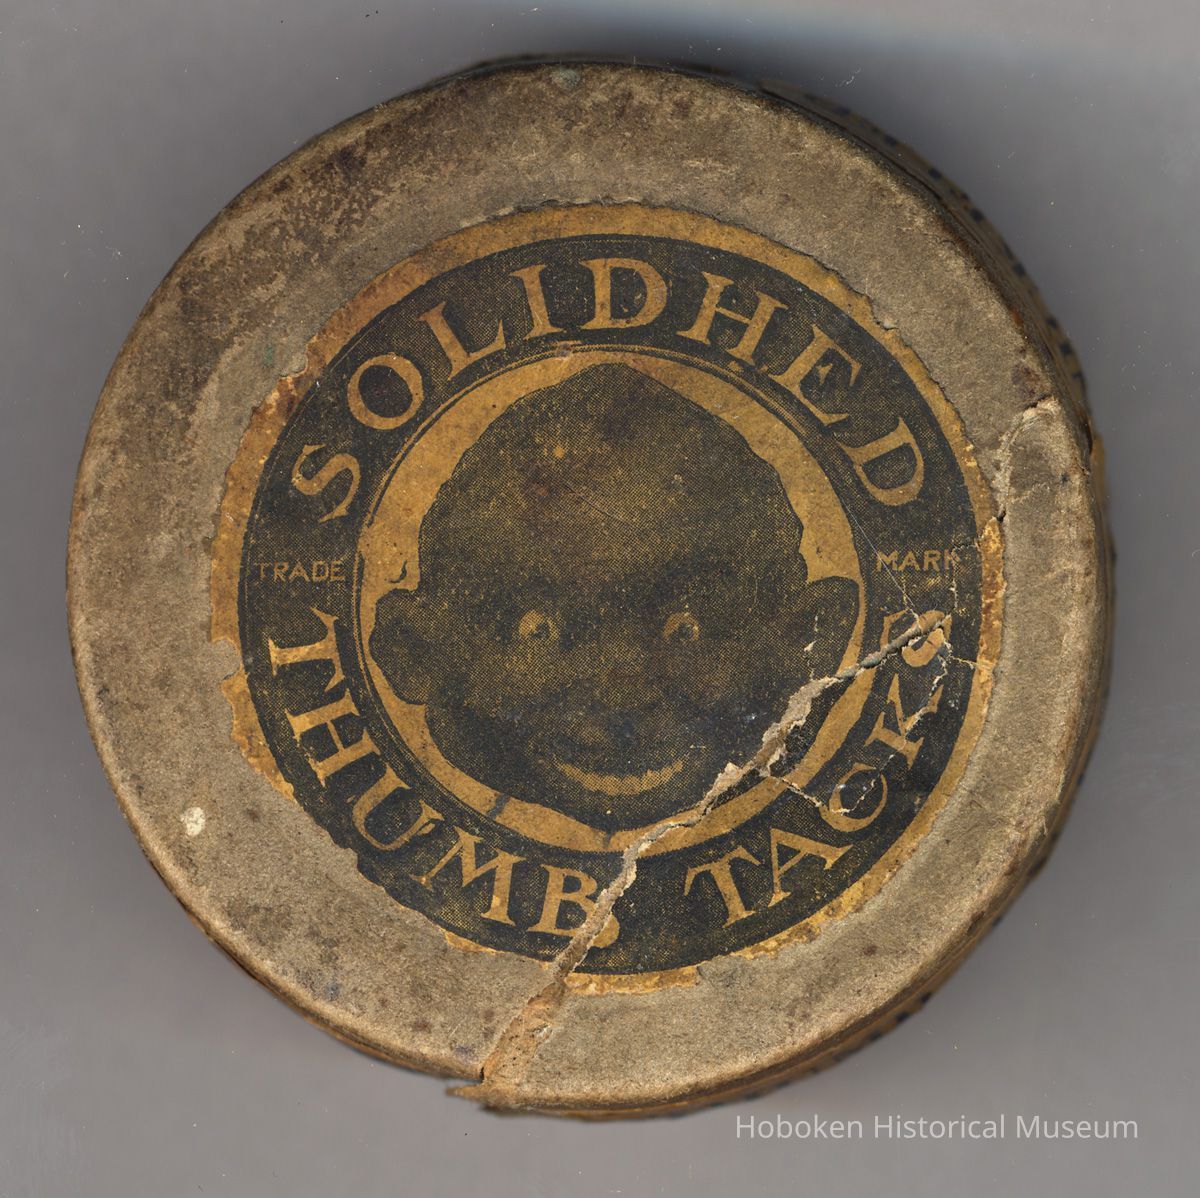 SOLIDHED
TRADE MARK
THUMB TACKS
Hoboken Historical Museum